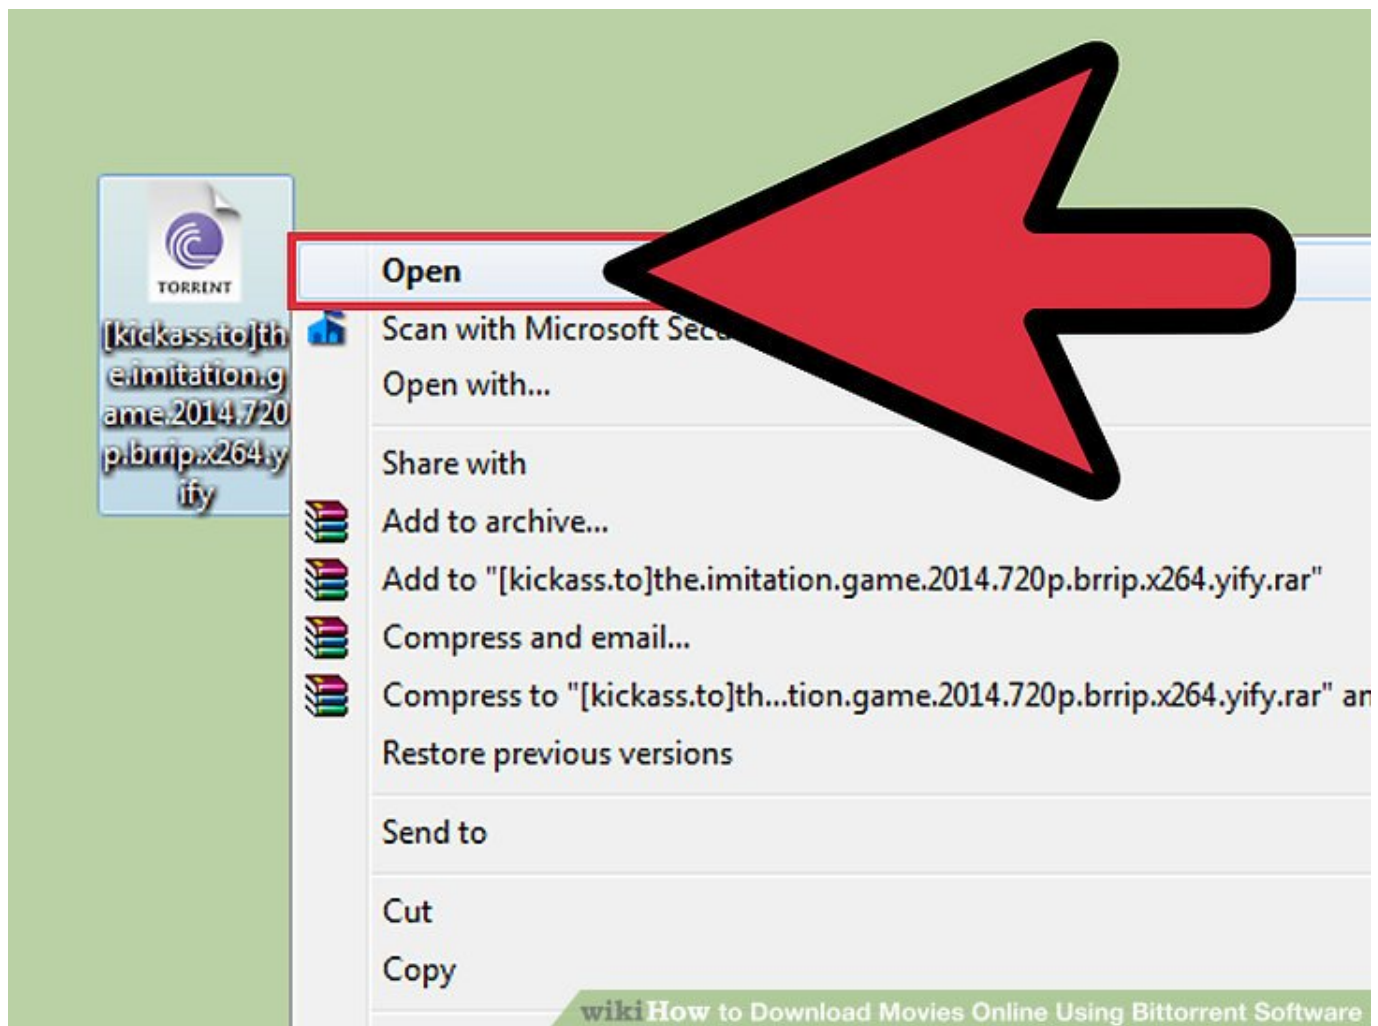 TORRENT
[kickass.to]th
e.imitation.g
ame.2014.720
p.brrip.x264.y
ify
Open
Scan with Microsoft
Open with...
Share with
Add to archive...
Add to "[kickass.to]the.imitation.game.2014.720p.brrip.x264.yify.rar"
Compress and email...
Compress to "[kickass.to]th...tion.game.2014.720p.brrip.x264.yify.rar"
Restore previous versions
Send to
Cut
Copy
wikiHow to Download Movies Online Using Bittorrent Software